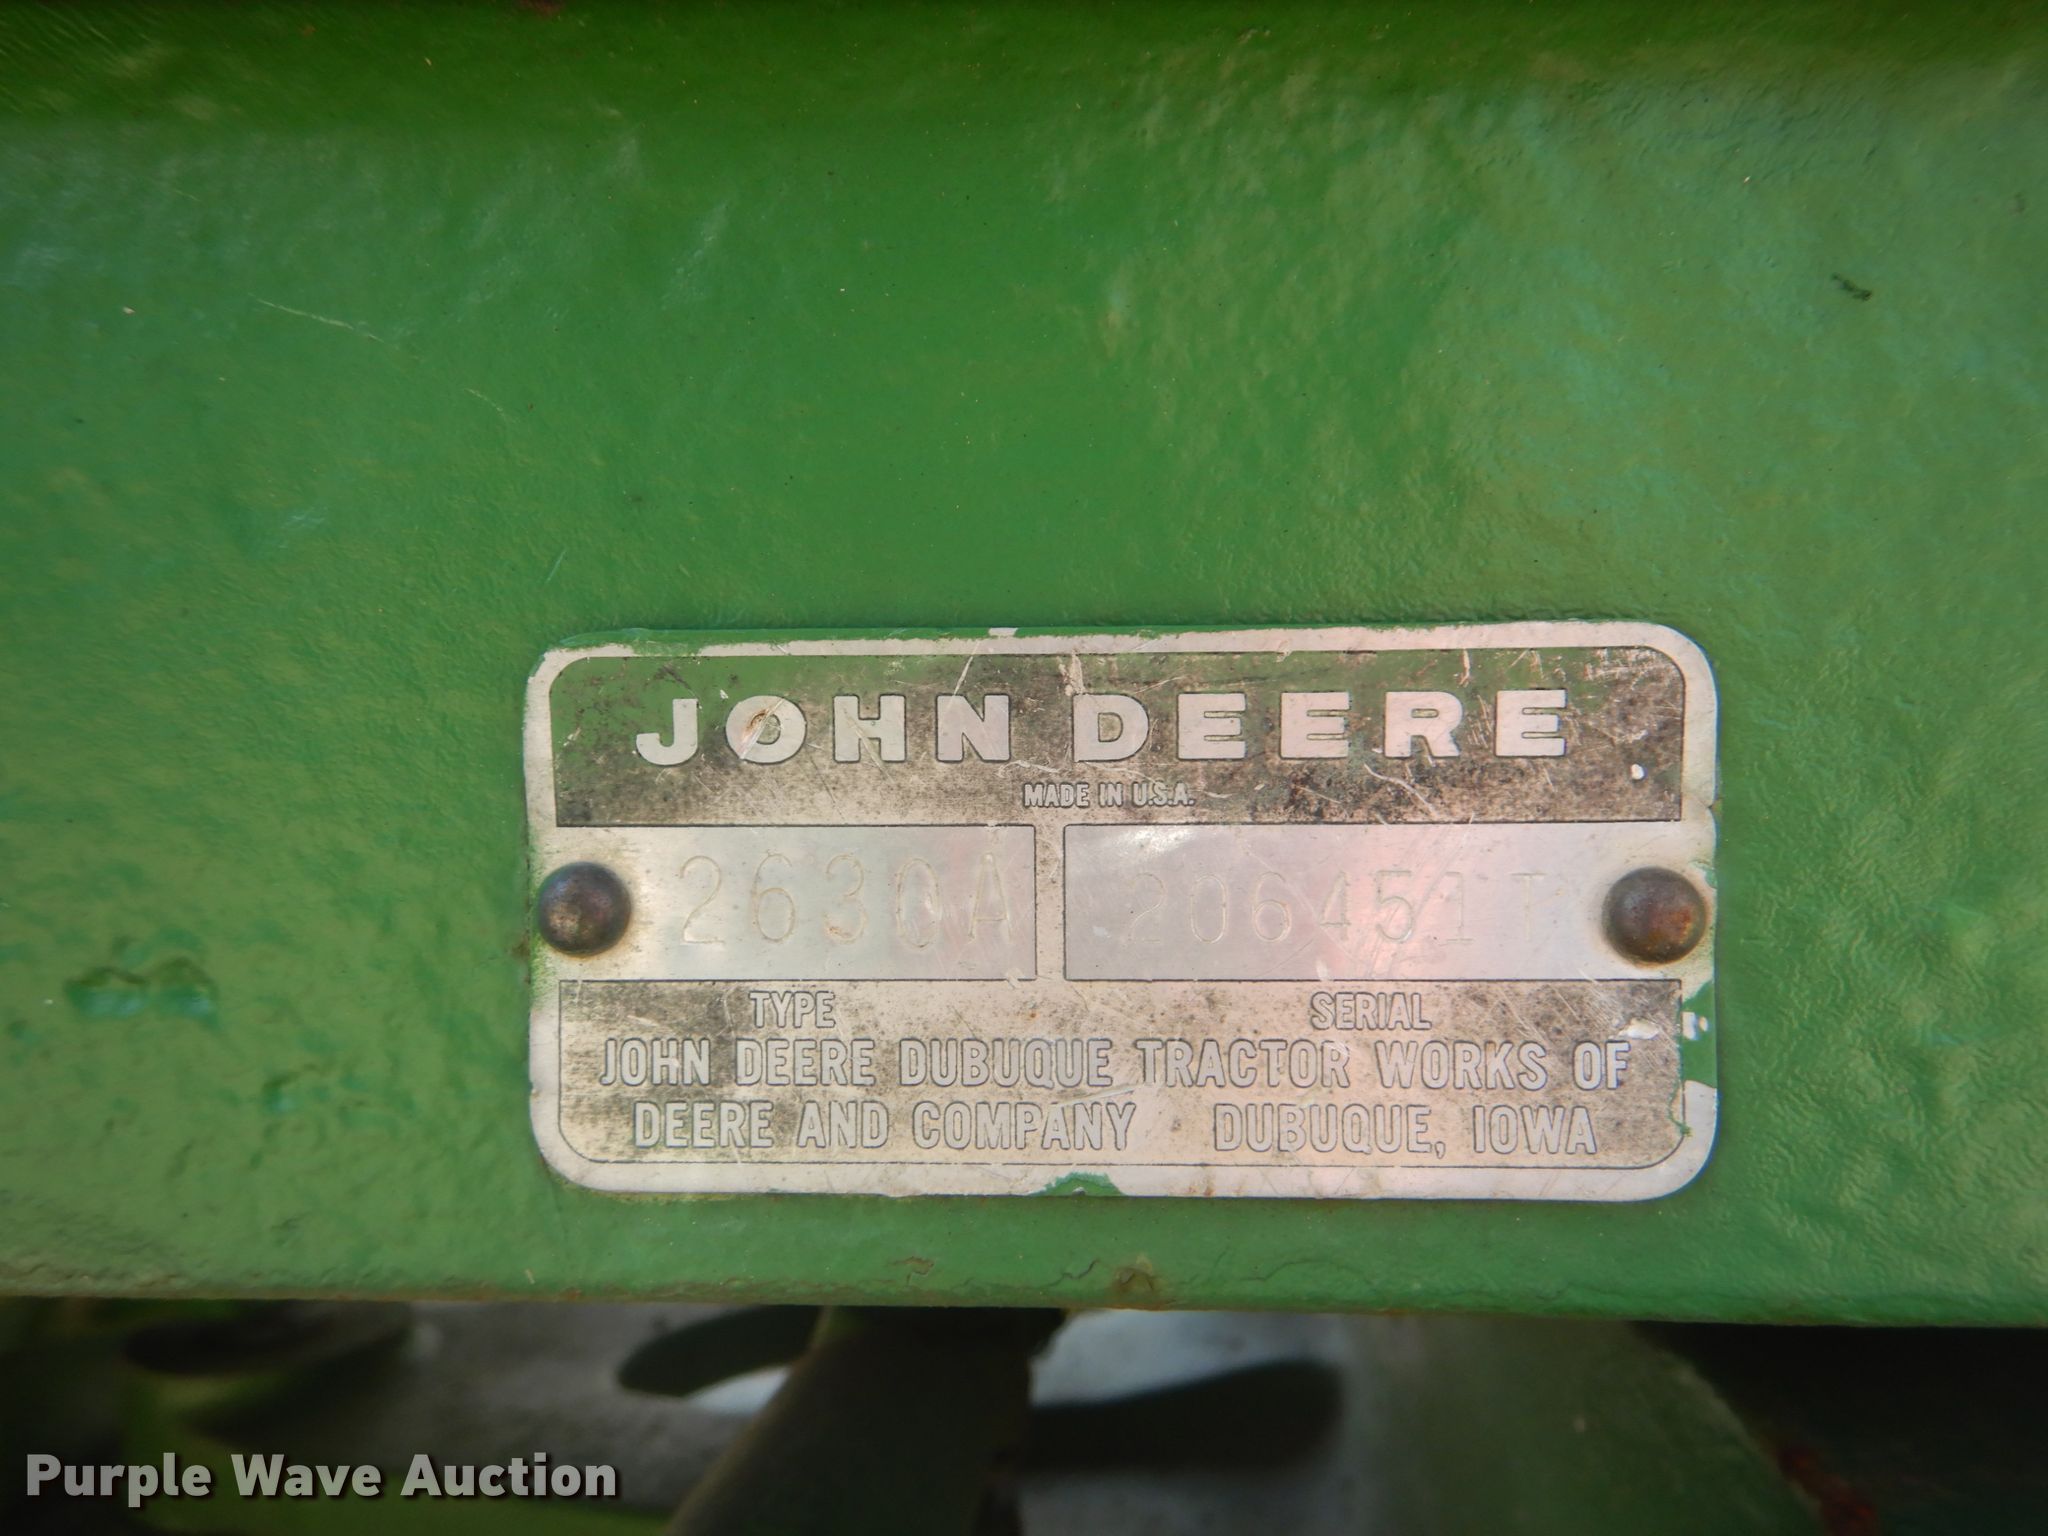 JOHN DEERE
MADE IN U.S.A.
2630A 206451T
TYPE SERIAL
JOHN DEERE DUBUQUE TRACTOR WORKS OF
DEERE AND COMPANY DUBUQUE, IOWA
Purple Wave Auction